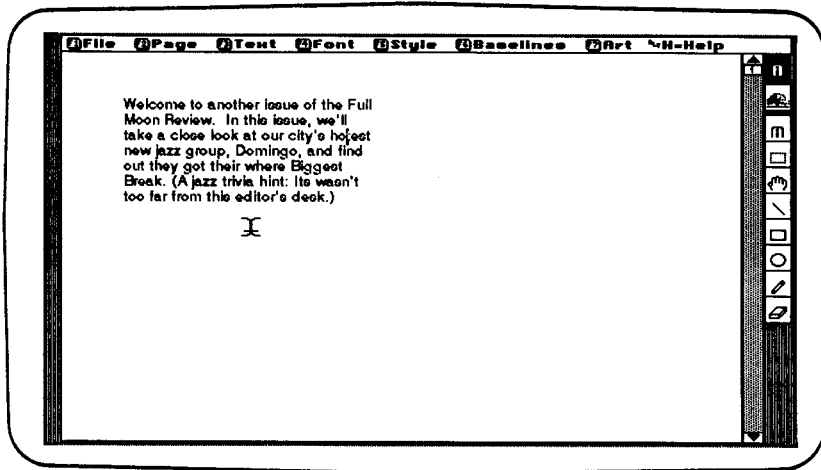 File Page Text Font Style Baselines Art H-Help
Welcome to another issue of the Full
Moon Review. In this issue, we'll
take a close look at our city's hotest
new jazz group, Domingo, and find
out they got their where Biggest
Break. (A jazz trivia hint: Its wasn't
too far from this editor's desk.)